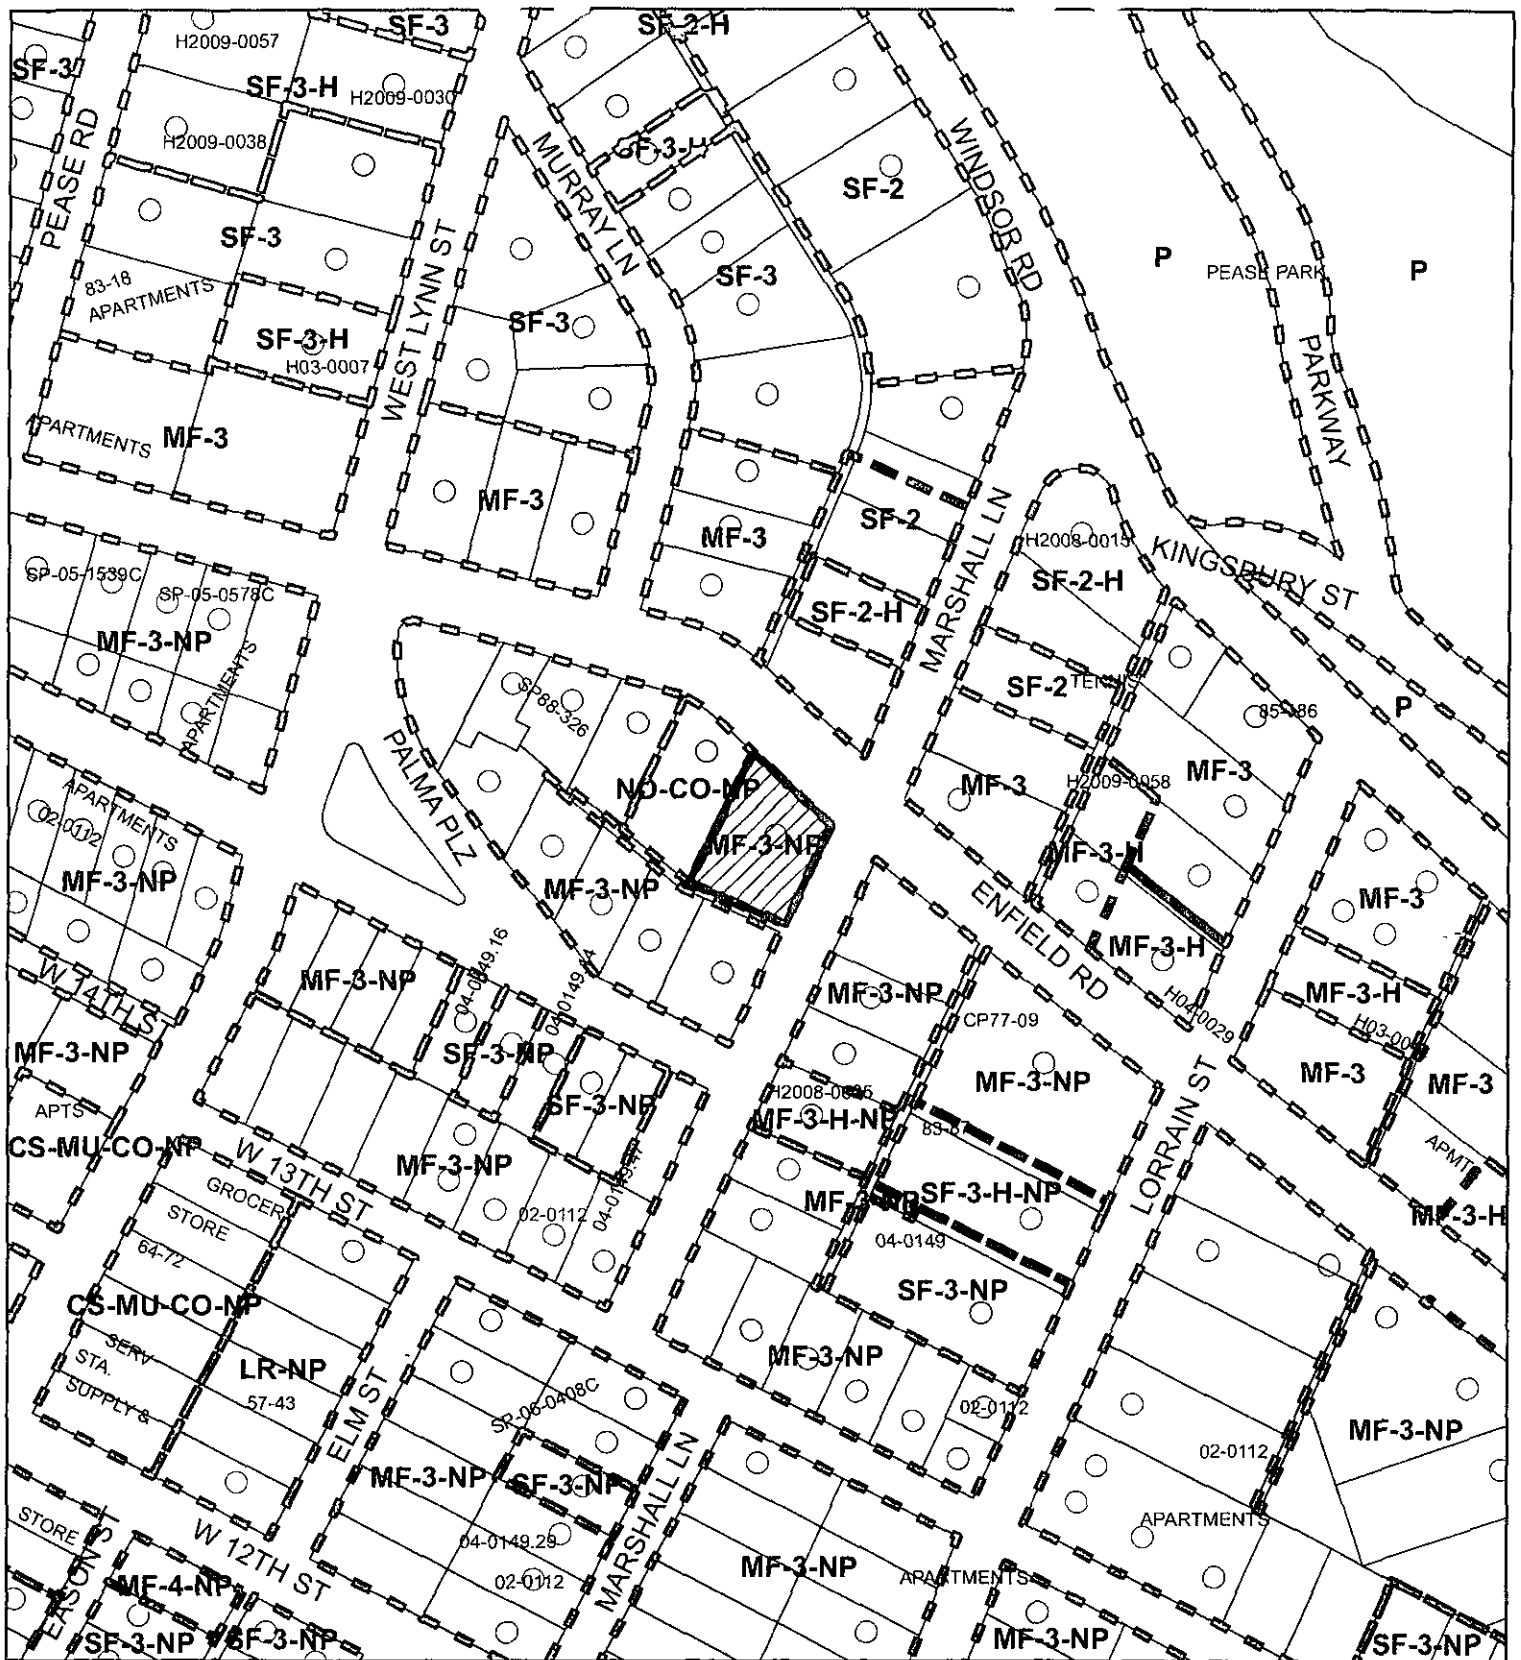 SF-3
SF-2-H
H2009-0057
SF-3
SF-3-H
H2009-0030
H2009-0038
PEASE RD
MURRAY LN
SF-3-H
WINDSOR RD
SF-2
SF-3
83-18
APARTMENTS
WEST LYNN ST
SF-3
P
PEASE PARK
P
SF-3
SF-3-H
H03-0007
PARKWAY
APARTMENTS
MF-3
MF-3
MF-3
SF-2
MARSHALL LN
H2008-0015
KINGSBURY ST
SF-2-H
SP-05-1539C
SP-05-0578C
SF-2-H
MF-3-NP
APARTMENTS
SP88-326
SF-2
TENNIS
P
PALMA PLZ
NO-CO-NP
MF-3
H2009-0058
MF-3
APARTMENTS
02-0112
MF-3-NP
MF-3-NP
MF-3-NP
MF-3-H
MF-3
ENFIELD RD
MF-3-H
W 14TH S
MF-3-NP
04-0149.16
MF-3-NP
CP77-09
H04-0029
MF-3-H
MF-3-NP
SF-3-NP
MF-3-NP
MF-3
MF-3
APTS
SF-3-NP
MF-3-H-NP
LORRAIN ST
CS-MU-CO-NP
W 13TH ST
MF-3-NP
APMTS
GROCERY
STORE
02-0112
04-0149.47
SF-3-H-NP
MF-3-H
64-72
04-0149
CS-MU-CO-NP
SF-3-NP
SERV
STA.
SUPPLY &
LR-NP
57-43
ELM ST
MF-3-NP
SP-06-0408C
02-0112
MF-3-NP
02-0112
MF-3-NP
SF-3-NP
MARSHALL LN
STORE
W 12TH ST
04-0149.29
02-0112
MF-3-NP
APARTMENTS
APARTMENTS
EASON ST
MF-4-NP
SF-3-NP
SF-3-NP
MF-3-NP
SF-3-NP